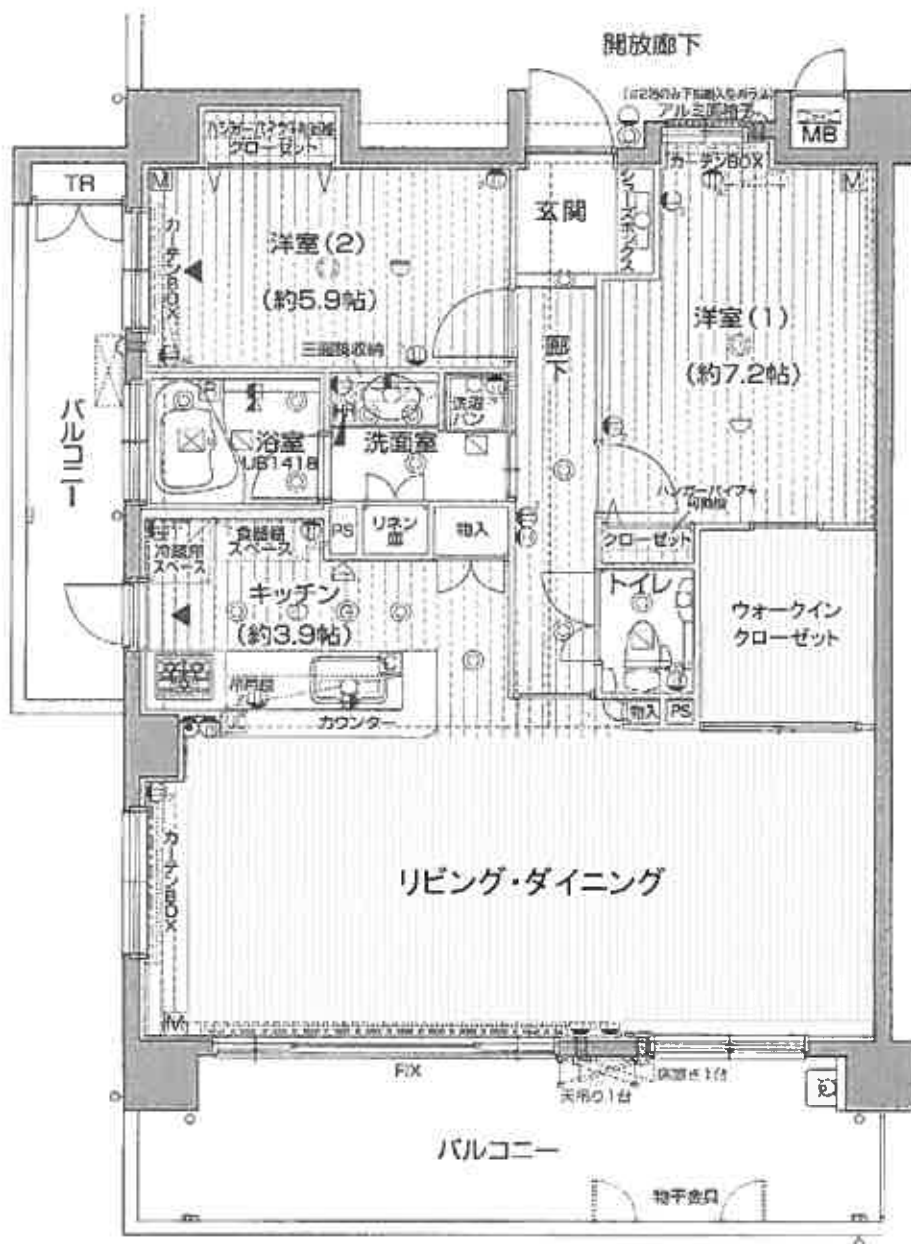 開放廊下
アルミ面格子
MB
ハンガーパイプ
クローゼット
カーテンBOX
TR
M
M
玄関
シューズボックス
洋室(2)
(約5.9帖)
カーテンBOX
洋室(1)
(約7.2帖)
廊下
三面鏡収納
洗濯
パン
浴室
UB1418
洗面室
バルコニー
ハンガーパイプ
クローゼット
PS
リネン
庫
物入
冷蔵庫
スペース
食器棚
スペース
キッチン
(約3.9帖)
トイレ
ウォークイン
クローゼット
吊戸棚
カウンター
物入
PS
カーテンBOX
リビング・ダイニング
M
FIX
天吊り1台
床置き1台
バルコニー
物干金具